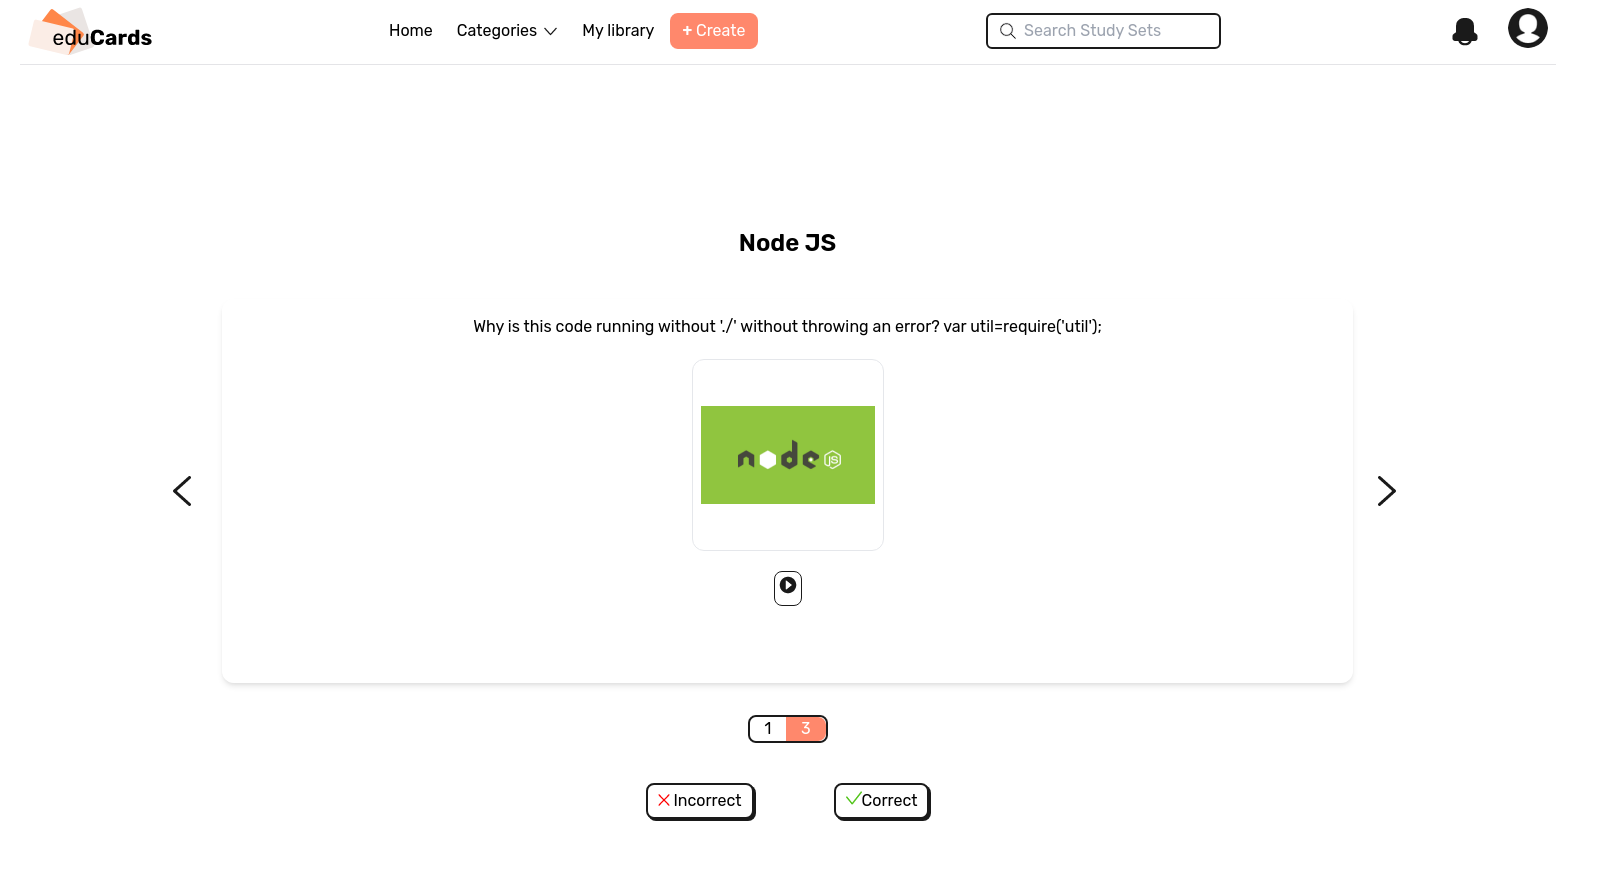 eduCards
Home
Categories
My library
+ Create
Search Study Sets
Node JS
Why is this code running without './' without throwing an error? var util=require('util');
node JS
1
3
Incorrect
Correct